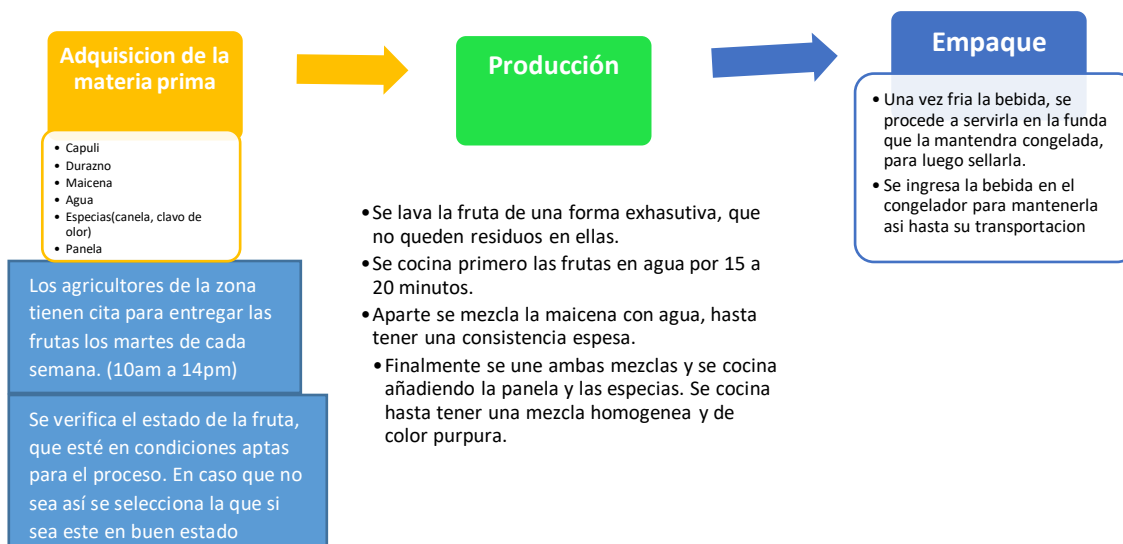 Adquisicion de la
materia prima
• Capuli
• Durazno
• Maicena
• Agua
• Especias(canela, clavo de
olor)
• Panela
Los agricultores de la zona
tienen cita para entregar las
frutas los martes de cada
semana. (10am a 14pm)
Se verifica el estado de la fruta,
que esté en condiciones aptas
para el proceso. En caso que no
sea así se selecciona la que si
sea este en buen estado
Producción
•Se lava la fruta de una forma exhasutiva, que
no queden residuos en ellas.
•Se cocina primero las frutas en agua por 15 a
20 minutos.
•Aparte se mezcla la maicena con agua, hasta
tener una consistencia espesa.
•Finalmente se une ambas mezclas y se cocina
añadiendo la panela y las especias. Se cocina
hasta tener una mezcla homogenea y de
color purpura.
Empaque
• Una vez fria la bebida, se
procede a servirla en la funda
que la mantendra congelada,
para luego sellarla.
• Se ingresa la bebida en el
congelador para mantenerla
asi hasta su transportacion